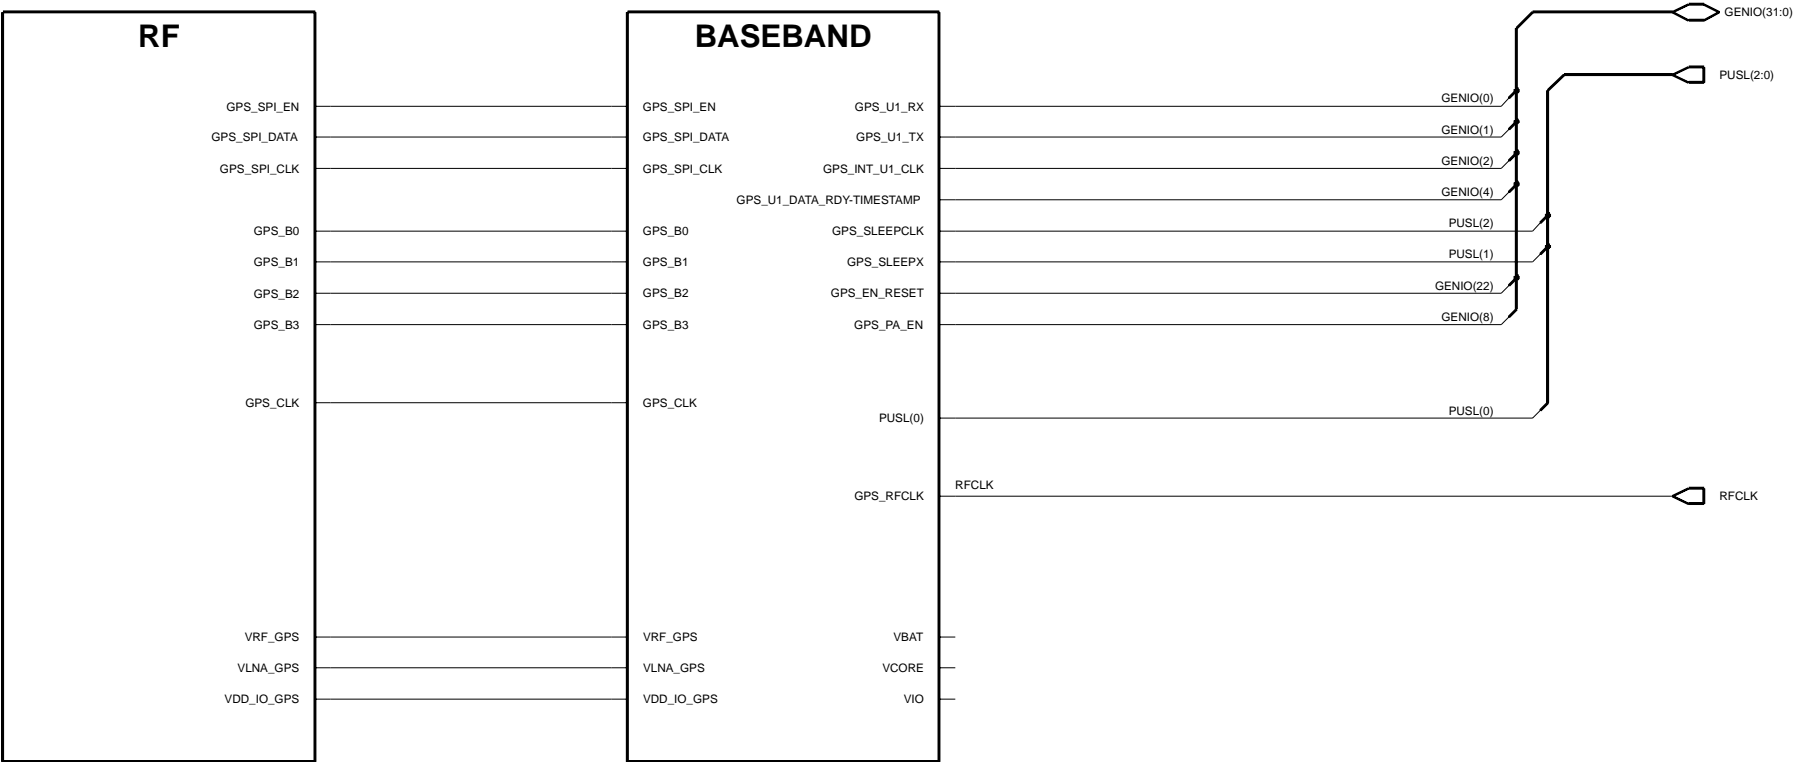 RF
BASEBAND
GENIO(31:0)
PUSL(2:0)
GPS_SPI_EN GPS_SPI_EN GPS_U1_RX GENIO(0)
GPS_SPI_DATA GPS_SPI_DATA GPS_U1_TX GENIO(1)
GPS_SPI_CLK GPS_SPI_CLK GPS_INT_U1_CLK GENIO(2)
GPS_U1_DATA_RDY-TIMESTAMP GENIO(4)
GPS_B0 GPS_B0 GPS_SLEEPCLK PUSL(2)
GPS_B1 GPS_B1 GPS_SLEEPX PUSL(1)
GPS_B2 GPS_B2 GPS_EN_RESET GENIO(22)
GPS_B3 GPS_B3 GPS_PA_EN GENIO(8)
GPS_CLK GPS_CLK
PUSL(0) PUSL(0)
GPS_RFCLK RFCLK RFCLK
VRF_GPS VRF_GPS VBAT
VLNA_GPS VLNA_GPS VCORE
VDD_IO_GPS VDD_IO_GPS VIO